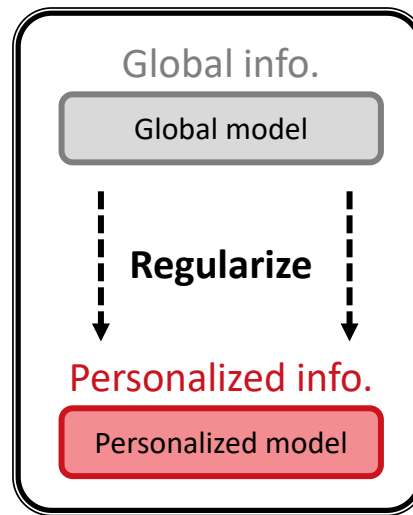 Global info.
Global model
Regularize
Personalized info.
Personalized model